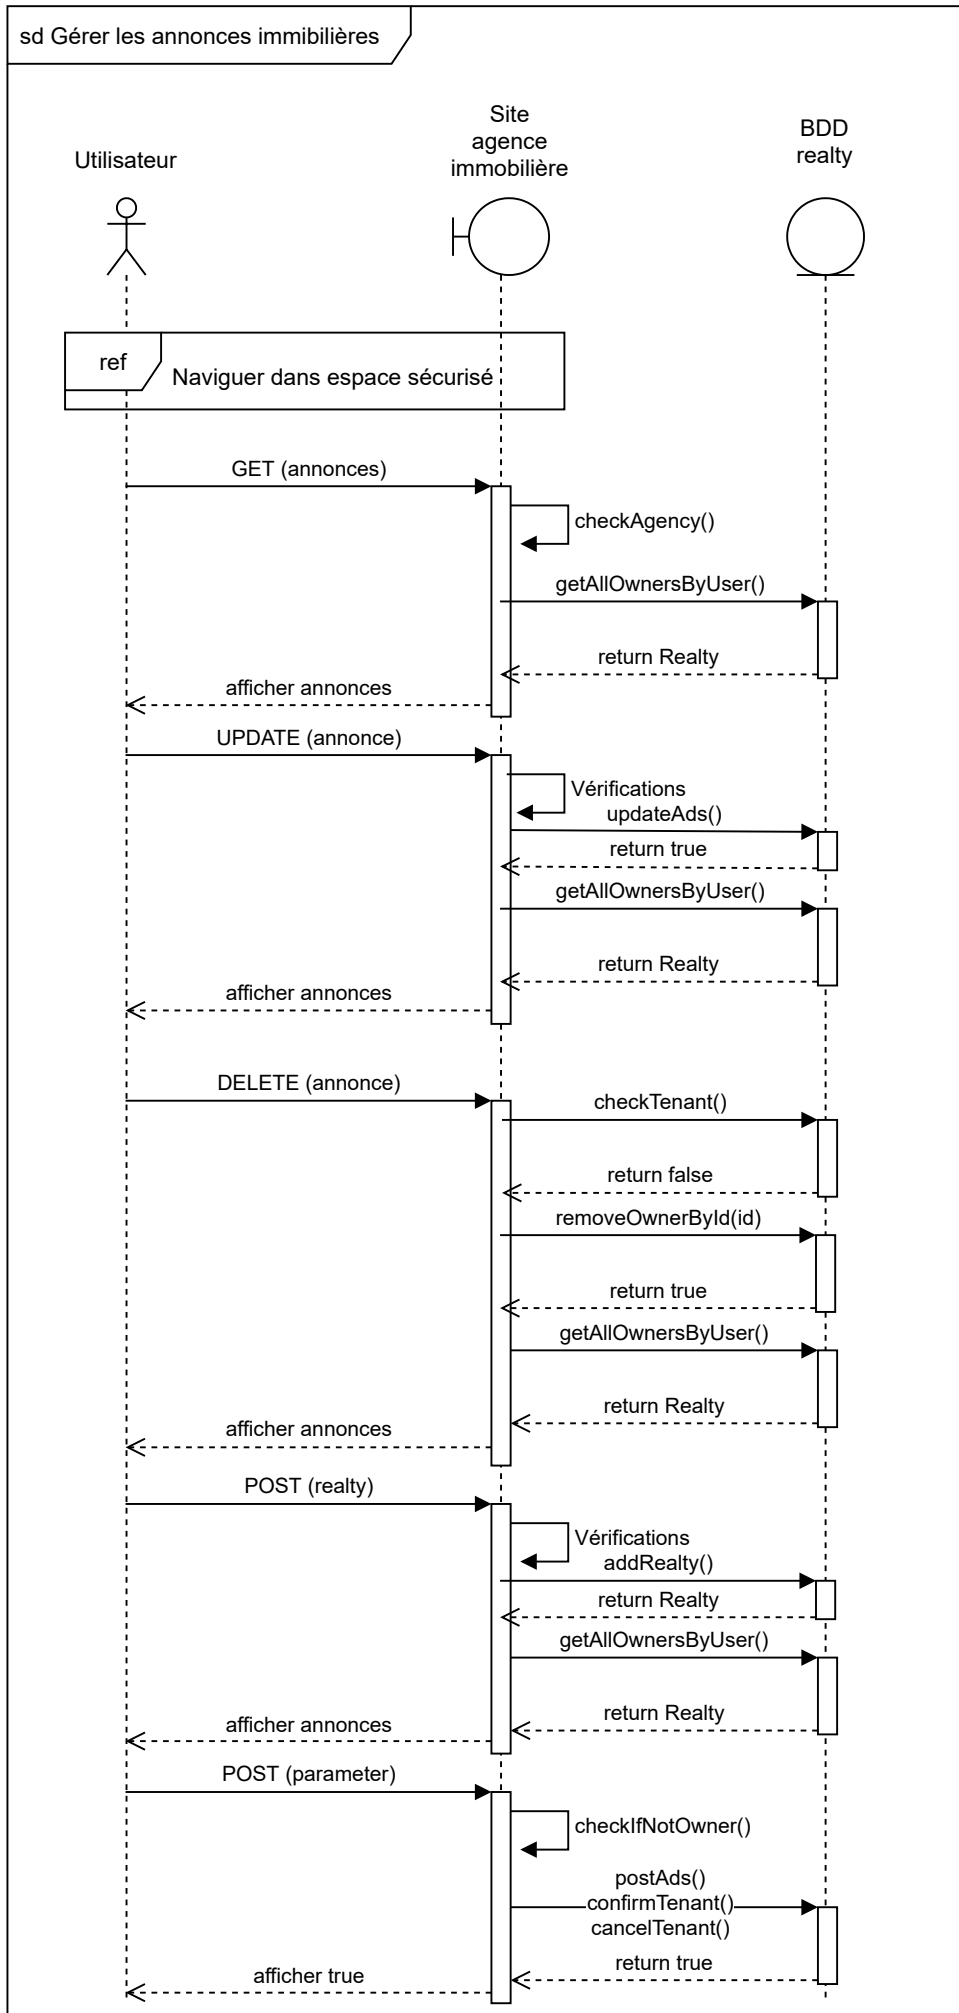 sd Gérer les annonces immibilières
Utilisateur
Site
agence
immobilière
BDD
realty
ref
Naviguer dans espace sécurisé
GET (annonces)
checkAgency()
getAllOwnersByUser()
return Realty
afficher annonces
UPDATE (annonce)
Vérifications
updateAds()
return true
getAllOwnersByUser()
return Realty
afficher annonces
DELETE (annonce)
checkTenant()
return false
removeOwnerById(id)
return true
getAllOwnersByUser()
return Realty
afficher annonces
POST (realty)
Vérifications
addRealty()
return Realty
getAllOwnersByUser()
return Realty
afficher annonces
POST (parameter)
checkIfNotOwner()
postAds()
confirmTenant()
cancelTenant()
return true
afficher true